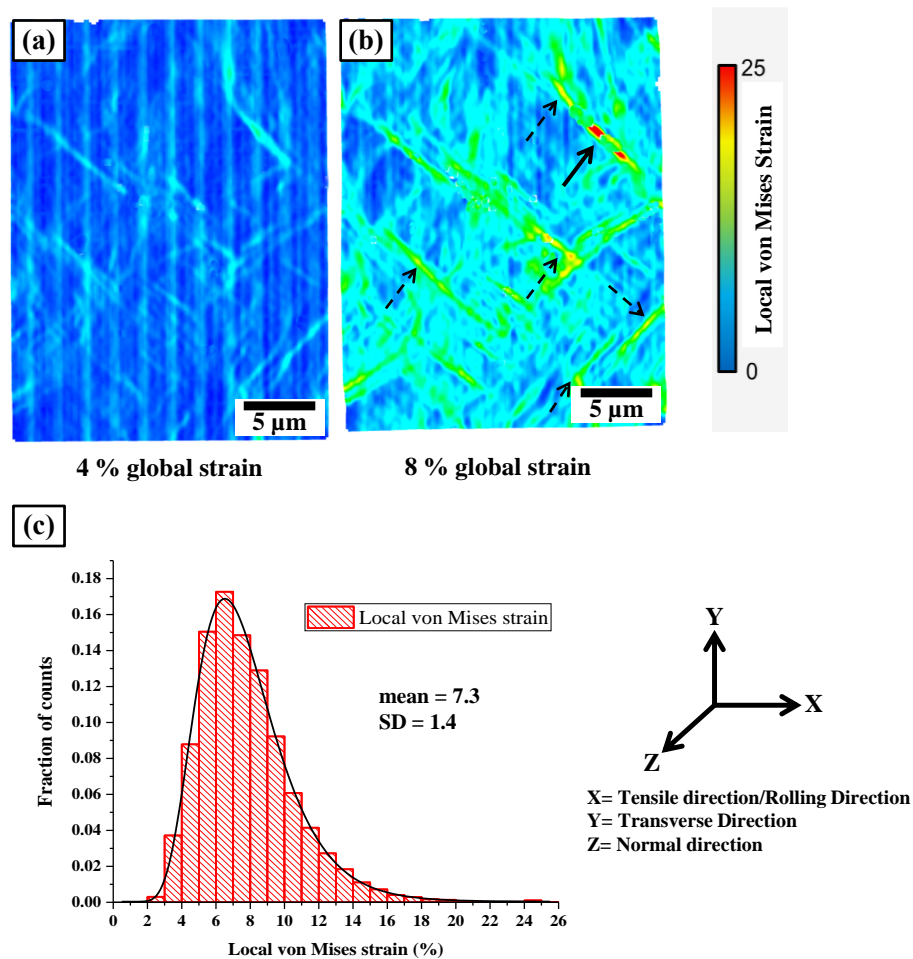 (a)
(b)
5 µm
5 µm
25
0
Local von Mises Strain
4 % global strain
8 % global strain
(c)
0.18
0.16
0.14
0.12
0.10
0.08
0.06
0.04
0.02
0.00
Fraction of counts
Local von Mises strain
mean = 7.3
SD = 1.4
0 2 4 6 8 10 12 14 16 18 20 22 24 26
Local von Mises strain (%)
Y
X
Z
X= Tensile direction/Rolling Direction
Y= Transverse Direction
Z= Normal direction